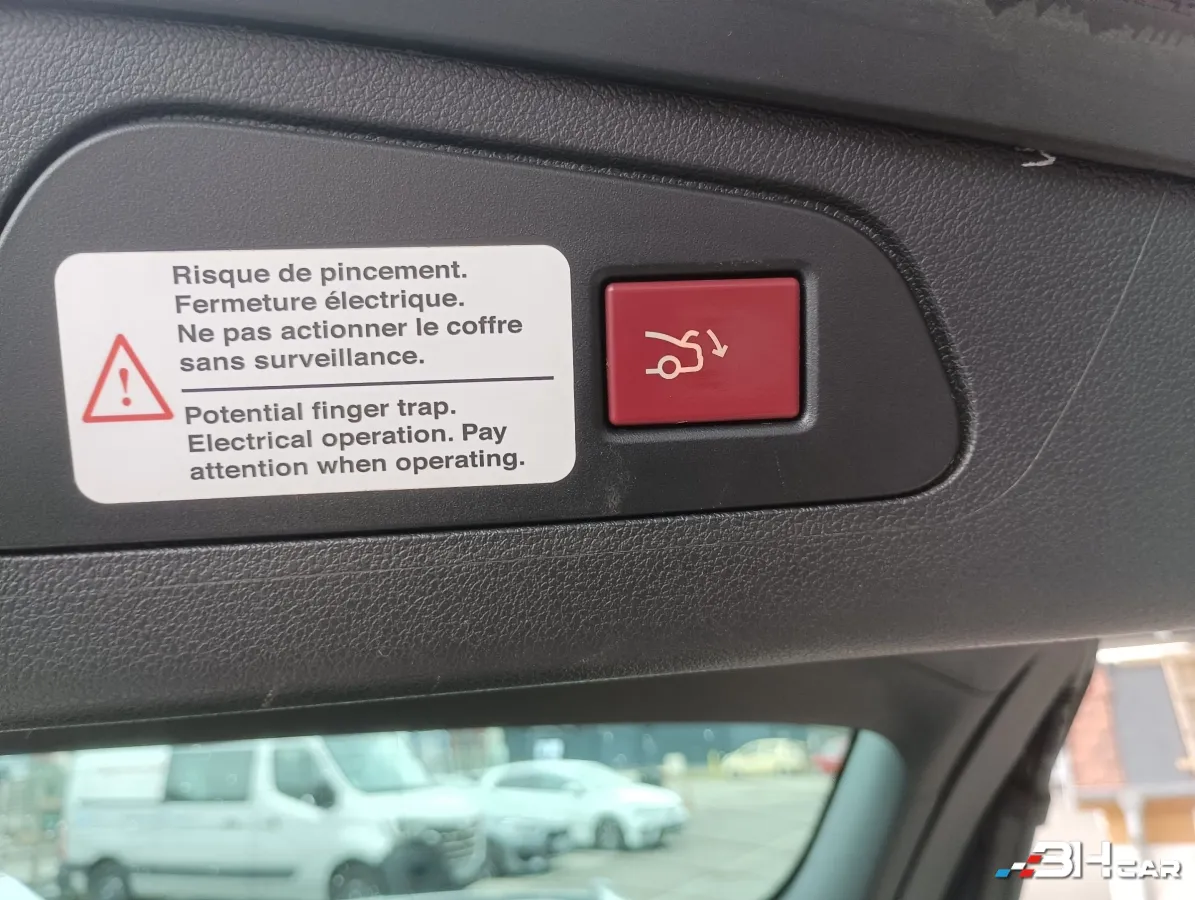 Risque de pincement.
Fermeture électrique.
Ne pas actionner le coffre
sans surveillance.
Potential finger trap.
Electrical operation. Pay
attention when operating.
3HCAR